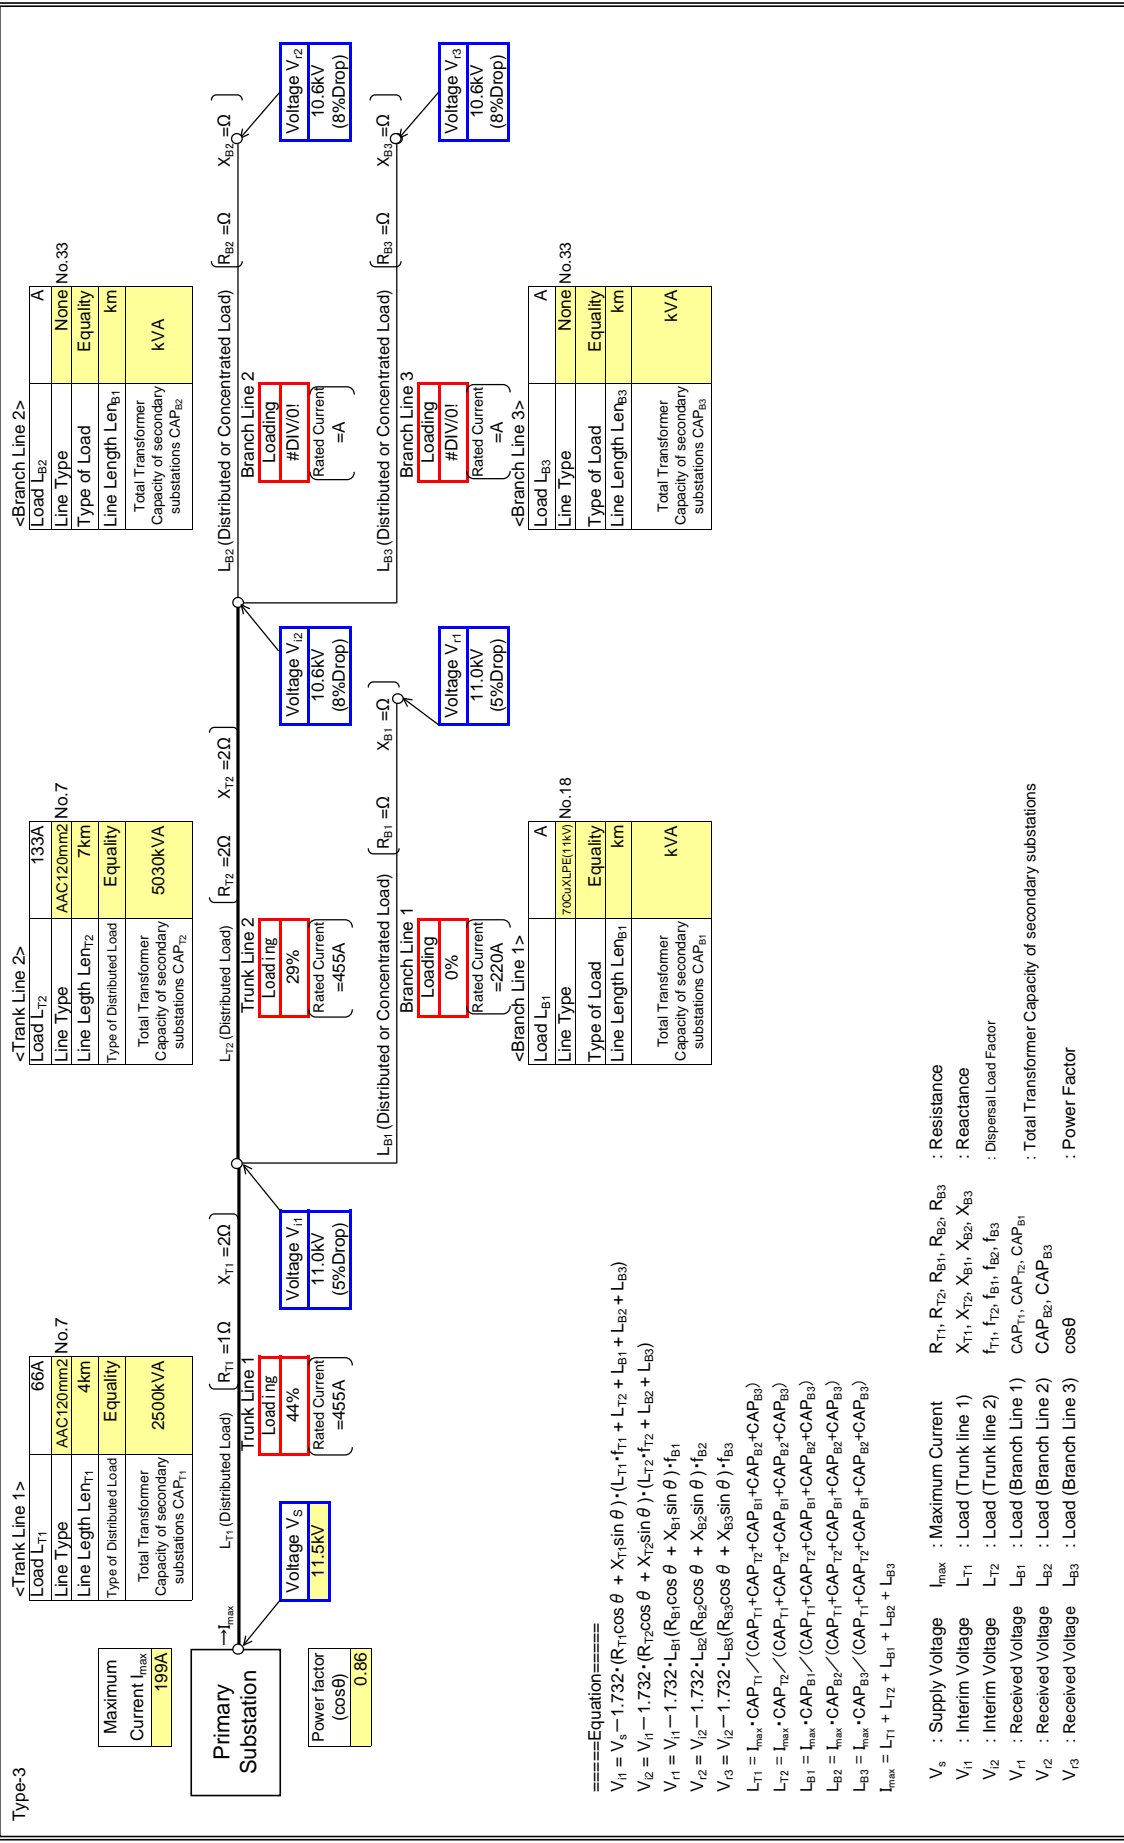 Type-3
Maximum
Current Imax
199A
Primary
Substation
Power factor
(cosθ)
0.86
→Imax
Voltage VS
11.5kV
<Trank Line 1>
Load LT1 66A
Line Type AAC120mm2 No.7
Line Legth LenT1 4km
Type of Distributed Load Equality
Total Transformer
Capacity of secondary
substations CAPT1
2500kVA
LT1 (Distributed Load) RT1 =1Ω XT1 =2Ω
Trunk Line 1
Loading
44%
Rated Current
=455A
Voltage Vi1
11.0kV
(5%Drop)
<Trank Line 2>
Load LT2 133A
Line Type AAC120mm2 No.7
Line Legth LenT2 7km
Type of Distributed Load Equality
Total Transformer
Capacity of secondary
substations CAPT2
5030kVA
LT2 (Distributed Load) RT2 =2Ω XT2 =2Ω
Trunk Line 2
Loading
29%
Rated Current
=455A
Voltage Vi2
10.6kV
(8%Drop)
LB1 (Distributed or Concentrated Load) RB1 =Ω XB1 =Ω
Branch Line 1
Loading
0%
Rated Current
=220A
Voltage Vr1
11.0kV
(5%Drop)
<Branch Line 1>
Load LB1 A
Line Type 70CuXLPE(11kV) No.18
Type of Load Equality
Line Length LenB1 km
Total Transformer
Capacity of secondary
substations CAPB1
kVA
<Branch Line 2>
Load LB2 A
Line Type None No.33
Type of Load Equality
Line Length LenB1 km
Total Transformer
Capacity of secondary
substations CAPB2
kVA
LB2 (Distributed or Concentrated Load) RB2 =Ω XB2 =Ω
Branch Line 2
Loading
#DIV/0!
Rated Current
=A
Voltage Vr2
10.6kV
(8%Drop)
LB3 (Distributed or Concentrated Load) RB3 =Ω XB3 =Ω
Branch Line 3
Loading
#DIV/0!
Rated Current
=A
Voltage Vr3
10.6kV
(8%Drop)
<Branch Line 3>
Load LB3 A
Line Type None No.33
Type of Load Equality
Line Length LenB3 km
Total Transformer
Capacity of secondary
substations CAPB3
kVA
=====Equation=====
Vi1 = Vs−1.732・(RT1cos θ + XT1sin θ)・(LT1・fT1 + LT2 + LB1 + LB2 + LB3)
Vi2 = Vi1−1.732・(RT2cos θ + XT2sin θ)・(LT2・fT2 + LB2 + LB3)
Vr1 = Vi1−1.732・LB1(RB1cos θ + XB1sin θ)・fB1
Vr2 = Vi2−1.732・LB2(RB2cos θ + XB2sin θ)・fB2
Vr3 = Vi2−1.732・LB3(RB3cos θ + XB3sin θ)・fB3
LT1 = Imax・CAPT1／(CAPT1+CAPT2+CAPB1+CAPB2+CAPB3)
LT2 = Imax・CAPT2／(CAPT1+CAPT2+CAPB1+CAPB2+CAPB3)
LB1 = Imax・CAPB1／(CAPT1+CAPT2+CAPB1+CAPB2+CAPB3)
LB2 = Imax・CAPB2／(CAPT1+CAPT2+CAPB1+CAPB2+CAPB3)
LB3 = Imax・CAPB3／(CAPT1+CAPT2+CAPB1+CAPB2+CAPB3)
Imax = LT1 + LT2 + LB1 + LB2 + LB3
Vs : Supply Voltage Imax : Maximum Current RT1, RT2, RB1, RB2, RB3 : Resistance
Vi1 : Interim Voltage LT1 : Load (Trunk line 1) XT1, XT2, XB1, XB2, XB3 : Reactance
Vi2 : Interim Voltage LT2 : Load (Trunk line 2) fT1, fT2, fB1, fB2, fB3 : Dispersal Load Factor
Vr1 : Received Voltage LB1 : Load (Branch Line 1) CAPT1, CAPT2, CAPB1 : Total Transformer Capacity of secondary substations
Vr2 : Received Voltage LB2 : Load (Branch Line 2) CAPB2, CAPB3
Vr3 : Received Voltage LB3 : Load (Branch Line 3) cosθ : Power Factor